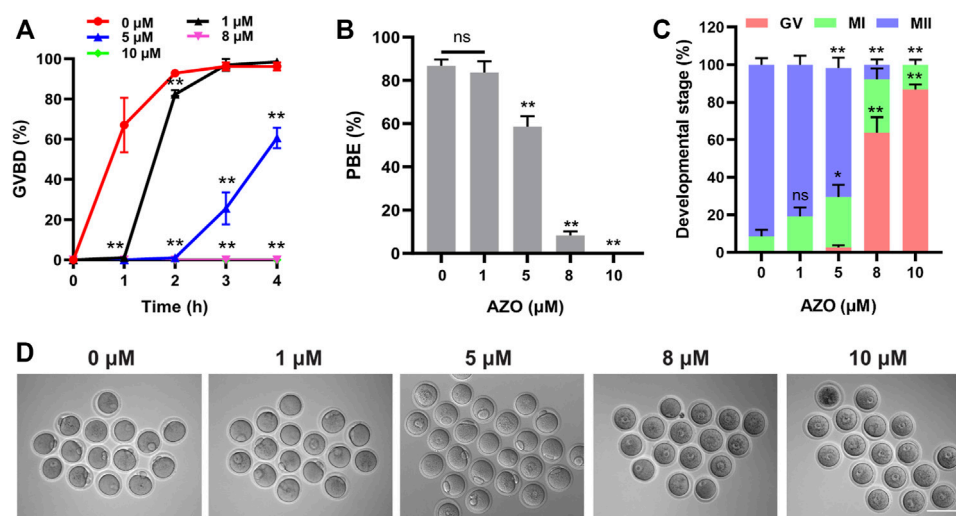 A
0 μM
1 μM
5 μM
8 μM
10 μM
GVBD (%)
100
80
60
40
20
0
**
**
**
**
**
**
**
0
1
2
3
4
Time (h)
B
PBE (%)
100
80
60
40
20
0
ns
**
**
**
0
1
5
8
10
AZO (μM)
C
GV
MI
MII
Developmental stage (%)
120
100
80
60
40
20
0
ns
**
*
**
**
**
**
0
1
5
8
10
AZO (μM)
D
0 μM
1 μM
5 μM
8 μM
10 μM